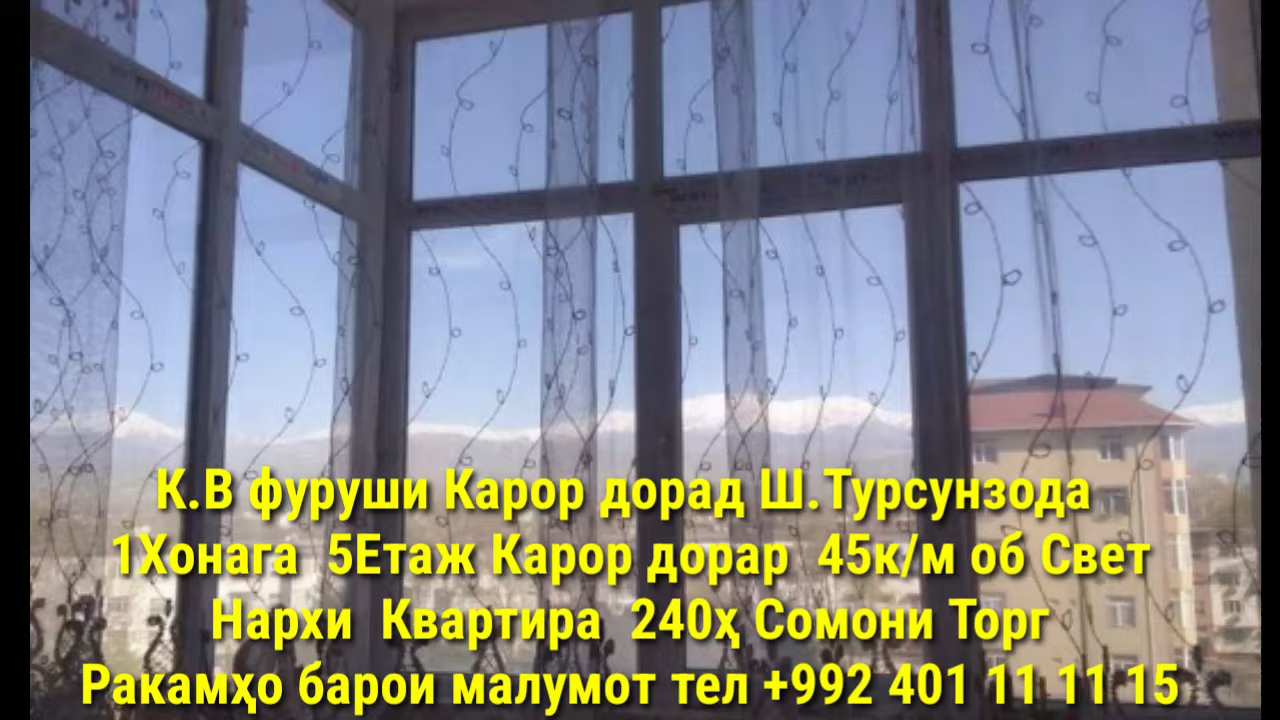 К.В фуруши Карор дорад Ш.Турсунзода
1Хонага 5Етаж Карор дорар 45к/м об Свет
Нархи Квартира 240ҳ Сомони Торг
Ракамҳо барои малумот тел +992 401 11 11 15